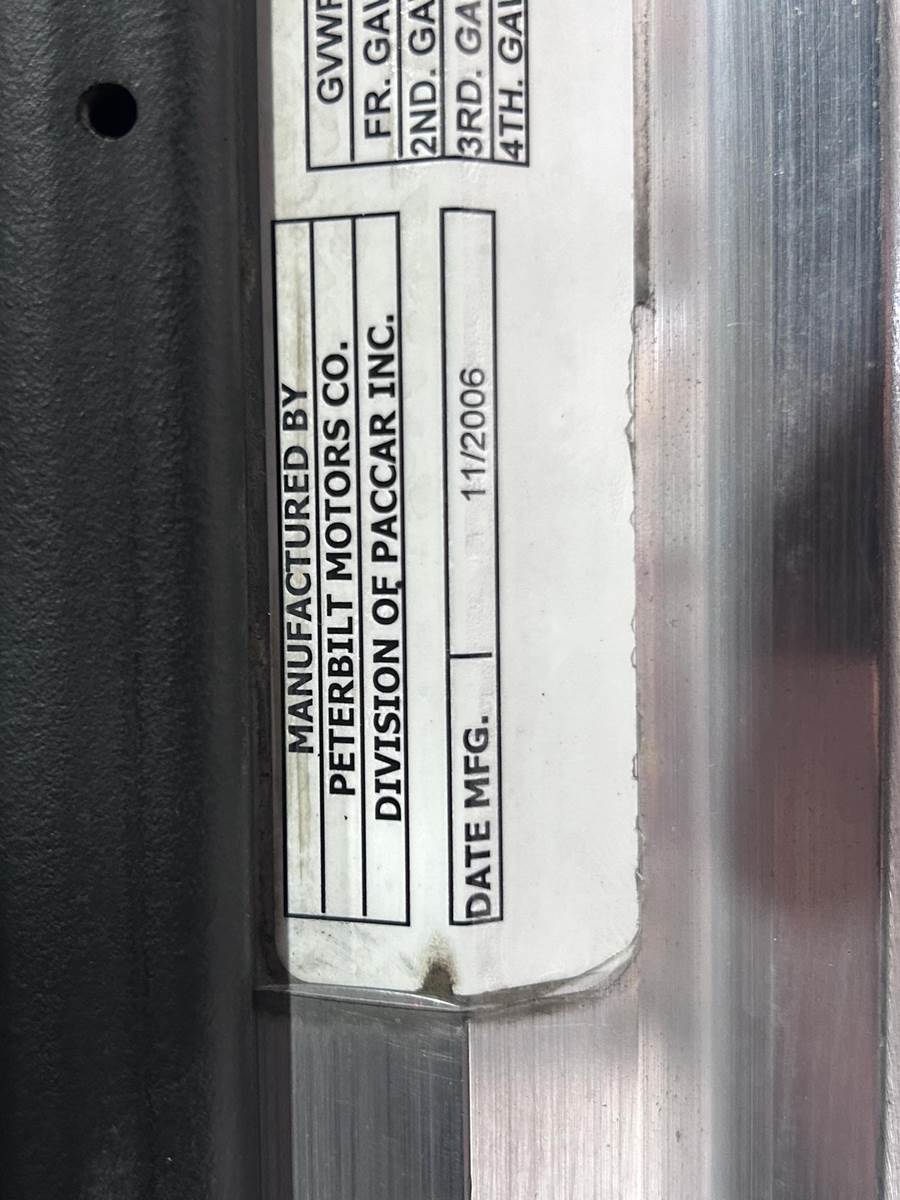 MANUFACTURED BY
PETERBILT MOTORS CO.
DIVISION OF PACCAR INC.
DATE MFG. 11/2006
GVWR
FR. GAW
2ND. GAW
3RD. GA
4TH. GAW